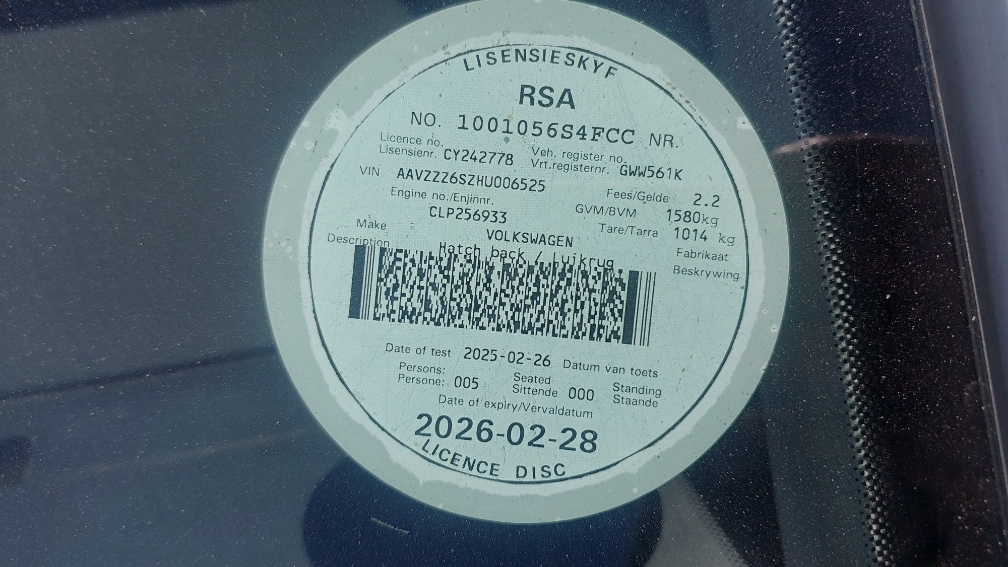 LISENSIESKYF
RSA
NO. 1001056S4FCC NR.
Licence no. Veh. register no.
Lisensienr. CY242778 Vrt.registernr. GWW561K
VIN AAVZZZ6SZHU006525 Fees/Gelde 2.2
Engine no./Enjinnr. GVM/BVM 1580kg
CLP256933 Tare/Tarra 1014 kg
Make VOLKSWAGEN Fabrikaat
Description Hatch back / Luikrug Beskrywing
Date of test 2025-02-26 Datum van toets
Persons: Seated Standing
Persone: 005 Sittende 000 Staande
Date of expiry/Vervaldatum
2026-02-28
LICENCE DISC